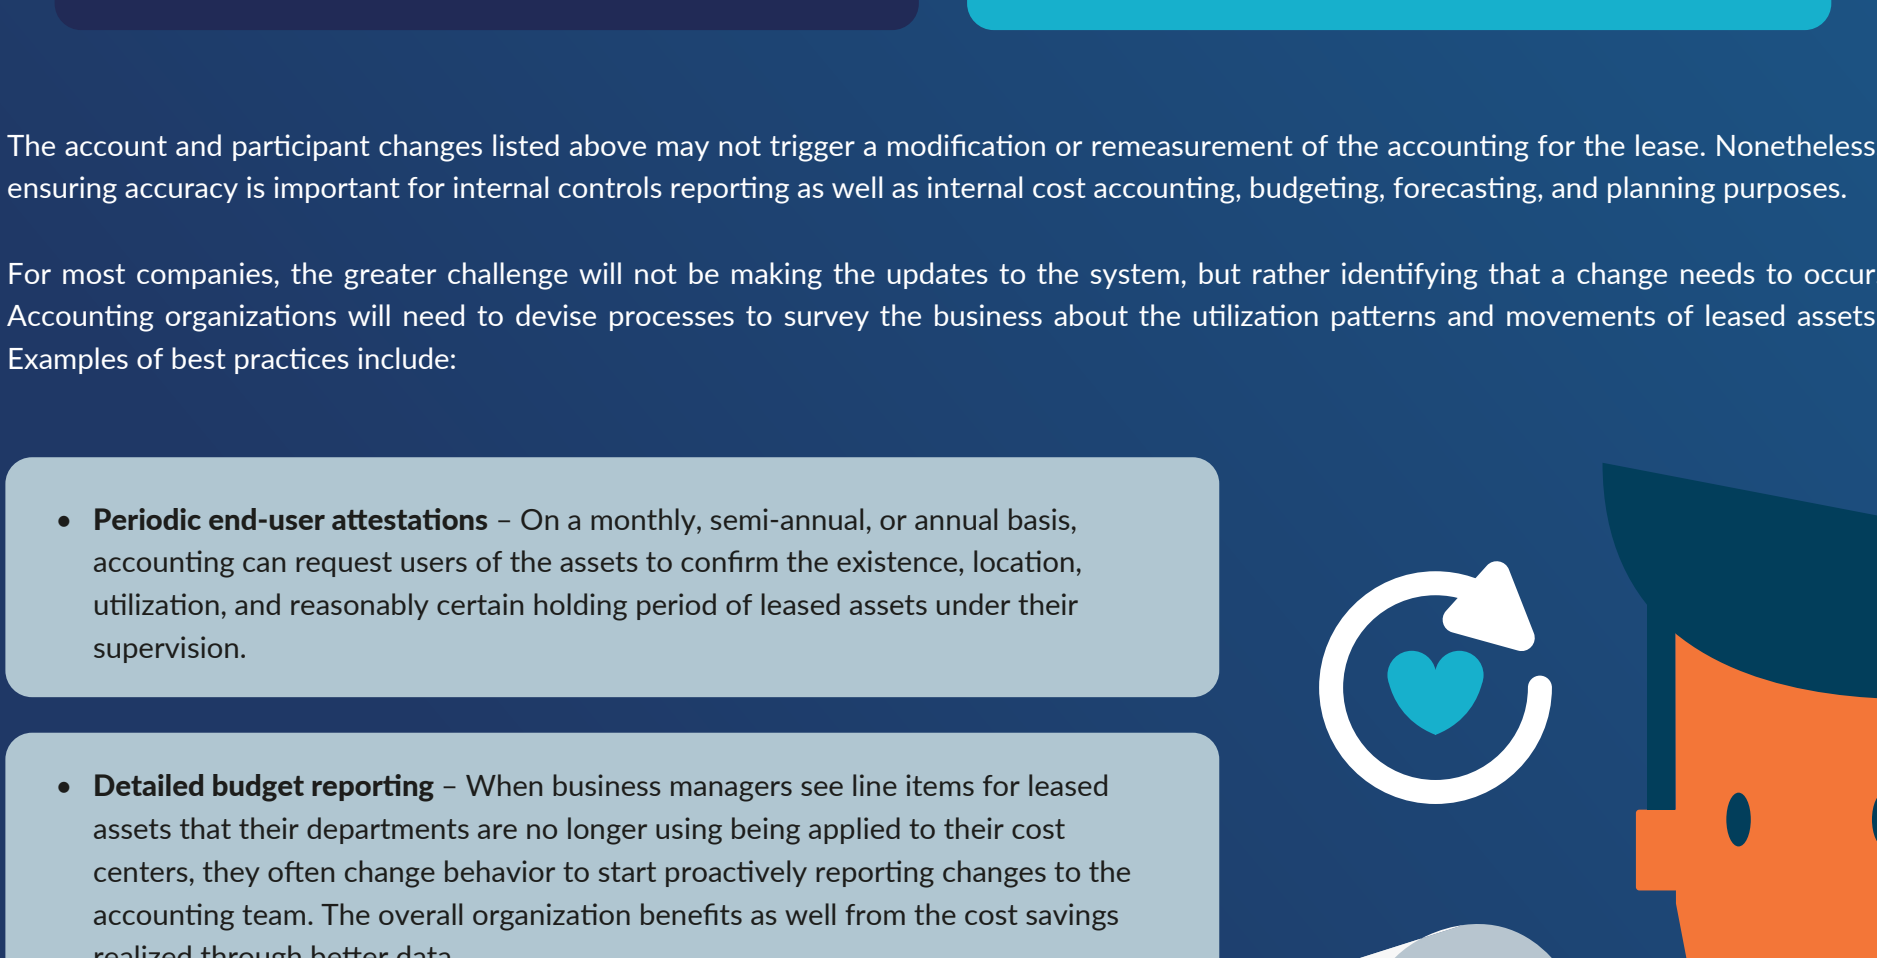 The account and participant changes listed above may not trigger a modification or remeasurement of the accounting for the lease. Nonetheless
ensuring accuracy is important for internal controls reporting as well as internal cost accounting, budgeting, forecasting, and planning purposes.
For most companies, the greater challenge will not be making the updates to the system, but rather identifying that a change needs to occur.
Accounting organizations will need to devise processes to survey the business about the utilization patterns and movements of leased assets
Examples of best practices include:
• Periodic end-user attestations – On a monthly, semi-annual, or annual basis,
accounting can request users of the assets to confirm the existence, location,
utilization, and reasonably certain holding period of leased assets under their
supervision.
• Detailed budget reporting – When business managers see line items for leased
assets that their departments are no longer using being applied to their cost
centers, they often change behavior to start proactively reporting changes to the
accounting team. The overall organization benefits as well from the cost savings
realized through better data.